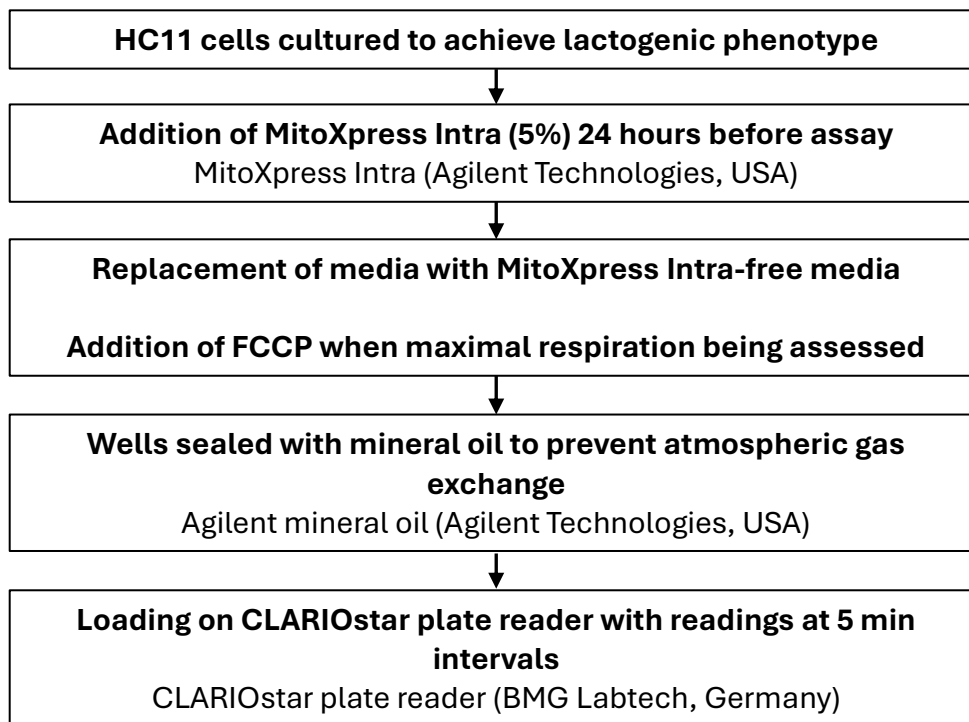 HC11 cells cultured to achieve lactogenic phenotype
Addition of MitoXpress Intra (5%) 24 hours before assay
MitoXpress Intra (Agilent Technologies, USA)
Replacement of media with MitoXpress Intra-free media
Addition of FCCP when maximal respiration being assessed
Wells sealed with mineral oil to prevent atmospheric gas
exchange
Agilent mineral oil (Agilent Technologies, USA)
Loading on CLARIOstar plate reader with readings at 5 min
intervals
CLARIOstar plate reader (BMG Labtech, Germany)